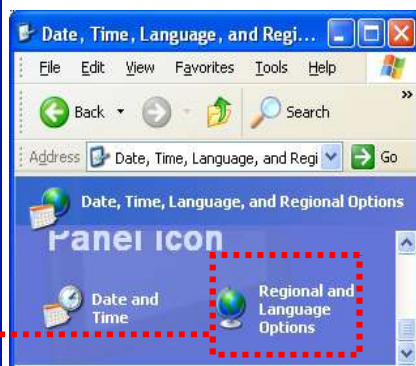 Date, Time, Language, and Regi...
File Edit View Favorites Tools Help
Back Search »
Address Date, Time, Language, and Regi Go
Date, Time, Language, and Regional Options
Panel icon
Date and
Time
Regional and
Language
Options